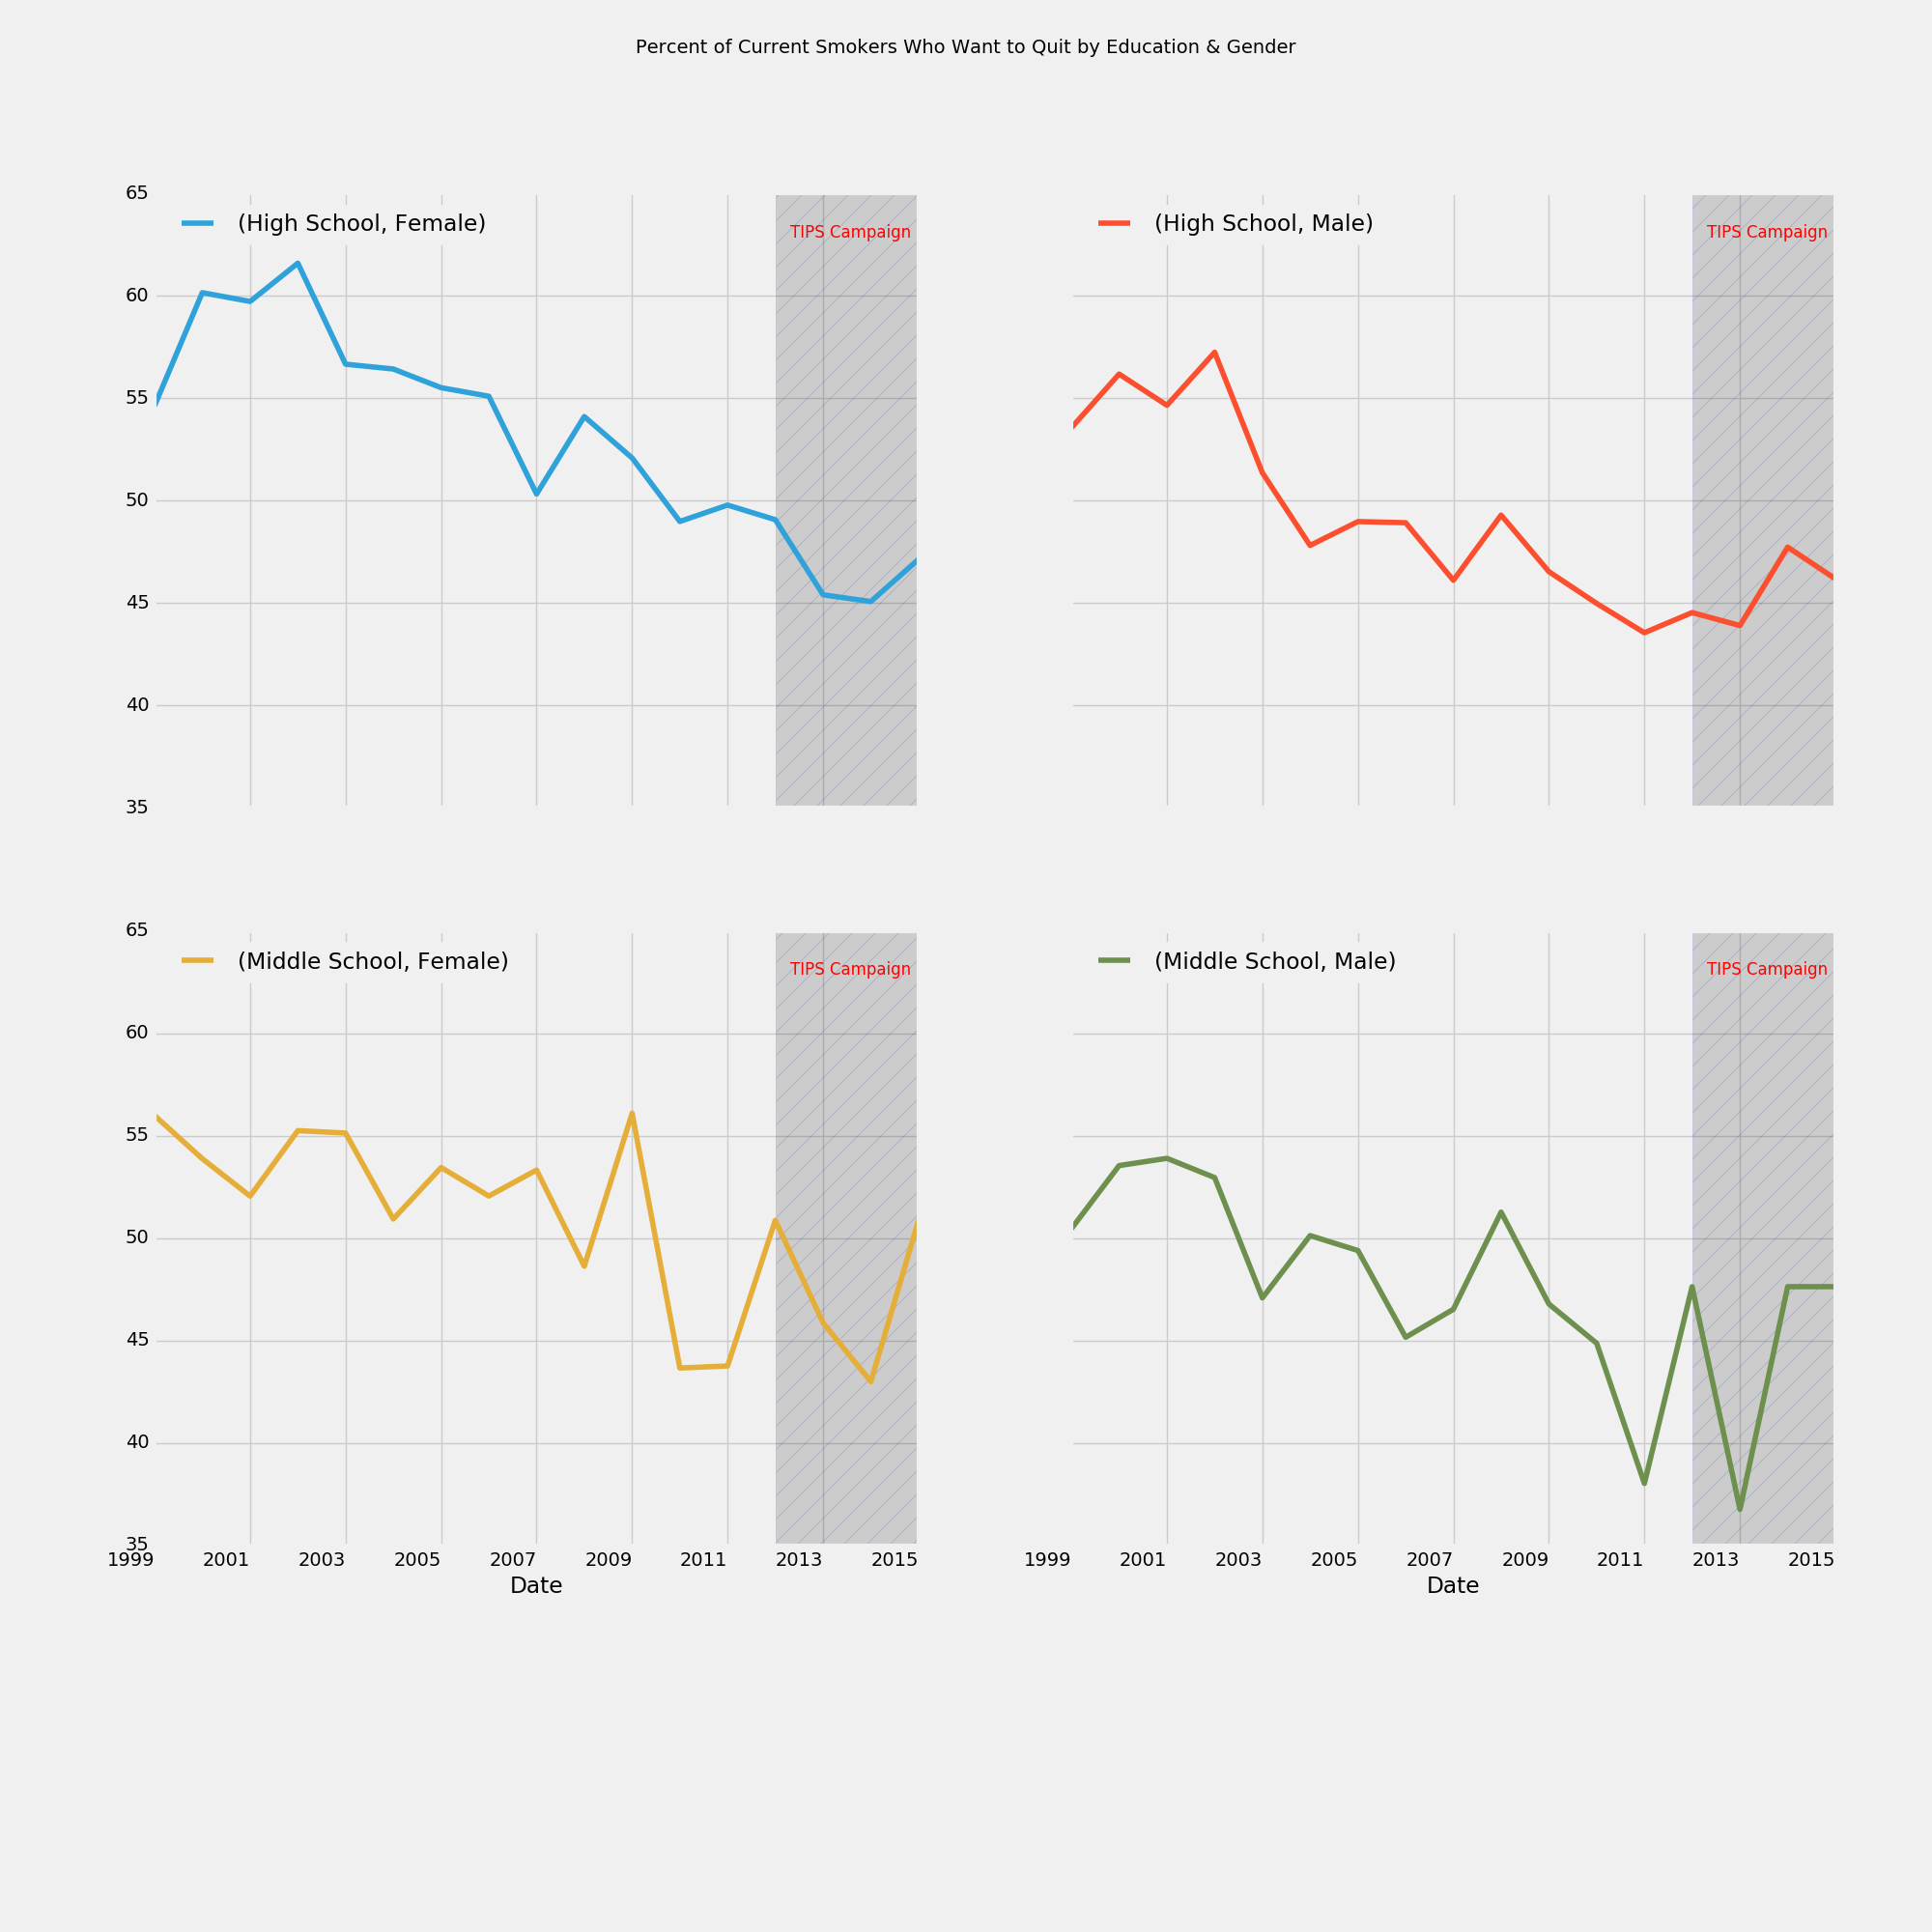 Percent of Current Smokers Who Want to Quit by Education & Gender
65
60
55
50
45
40
35
(High School, Female)
TIPS Campaign
(High School, Male)
TIPS Campaign
65
60
55
50
45
40
35
(Middle School, Female)
TIPS Campaign
1999 2001 2003 2005 2007 2009 2011 2013 2015
Date
(Middle School, Male)
TIPS Campaign
1999 2001 2003 2005 2007 2009 2011 2013 2015
Date